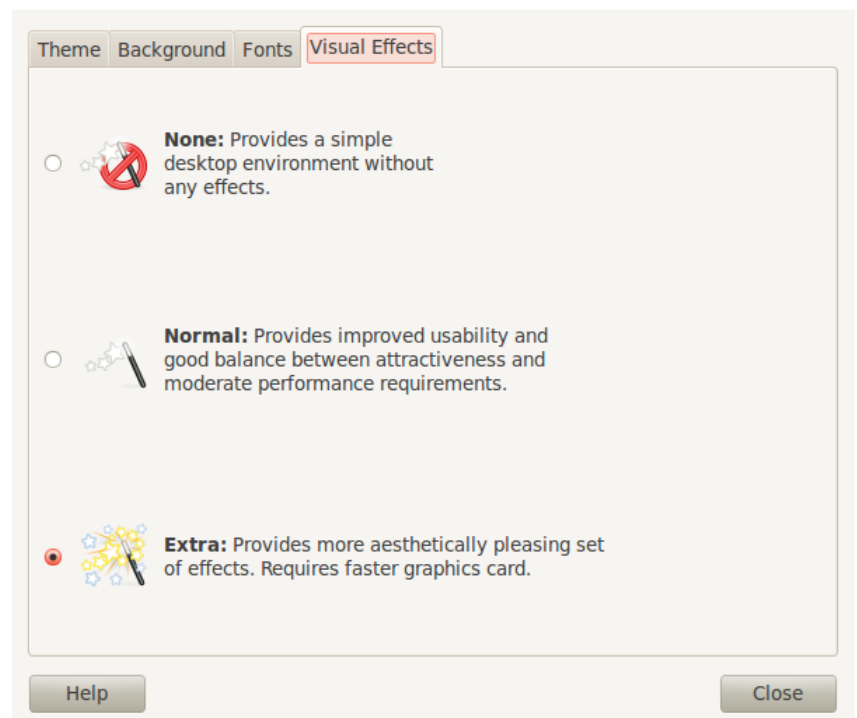 Theme Background Fonts Visual Effects
None: Provides a simple
desktop environment without
any effects.
Normal: Provides improved usability and
good balance between attractiveness and
moderate performance requirements.
Extra: Provides more aesthetically pleasing set
of effects. Requires faster graphics card.
Help Close